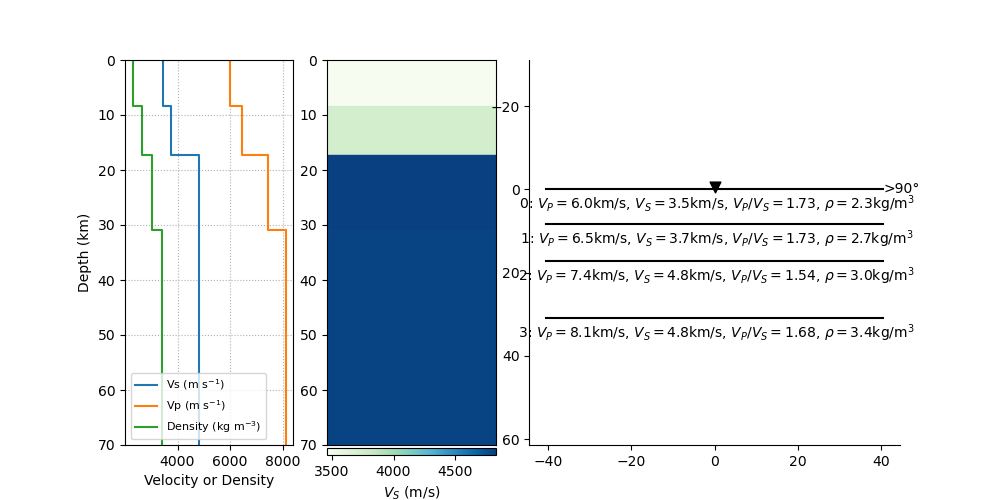 0
10
20
30
40
50
60
70
Depth (km)
Vs (m s⁻¹)
Vp (m s⁻¹)
Density (kg m⁻³)
4000 6000 8000
Velocity or Density
0
10
20
30
40
50
60
70
3500 4000 4500
V_S (m/s)
−20
0
20
40
60
>90°
0: V_P = 6.0km/s, V_S = 3.5km/s, V_P/V_S = 1.73, ρ = 2.3kg/m³
1: V_P = 6.5km/s, V_S = 3.7km/s, V_P/V_S = 1.73, ρ = 2.7kg/m³
2: V_P = 7.4km/s, V_S = 4.8km/s, V_P/V_S = 1.54, ρ = 3.0kg/m³
3: V_P = 8.1km/s, V_S = 4.8km/s, V_P/V_S = 1.68, ρ = 3.4kg/m³
−40 −20 0 20 40